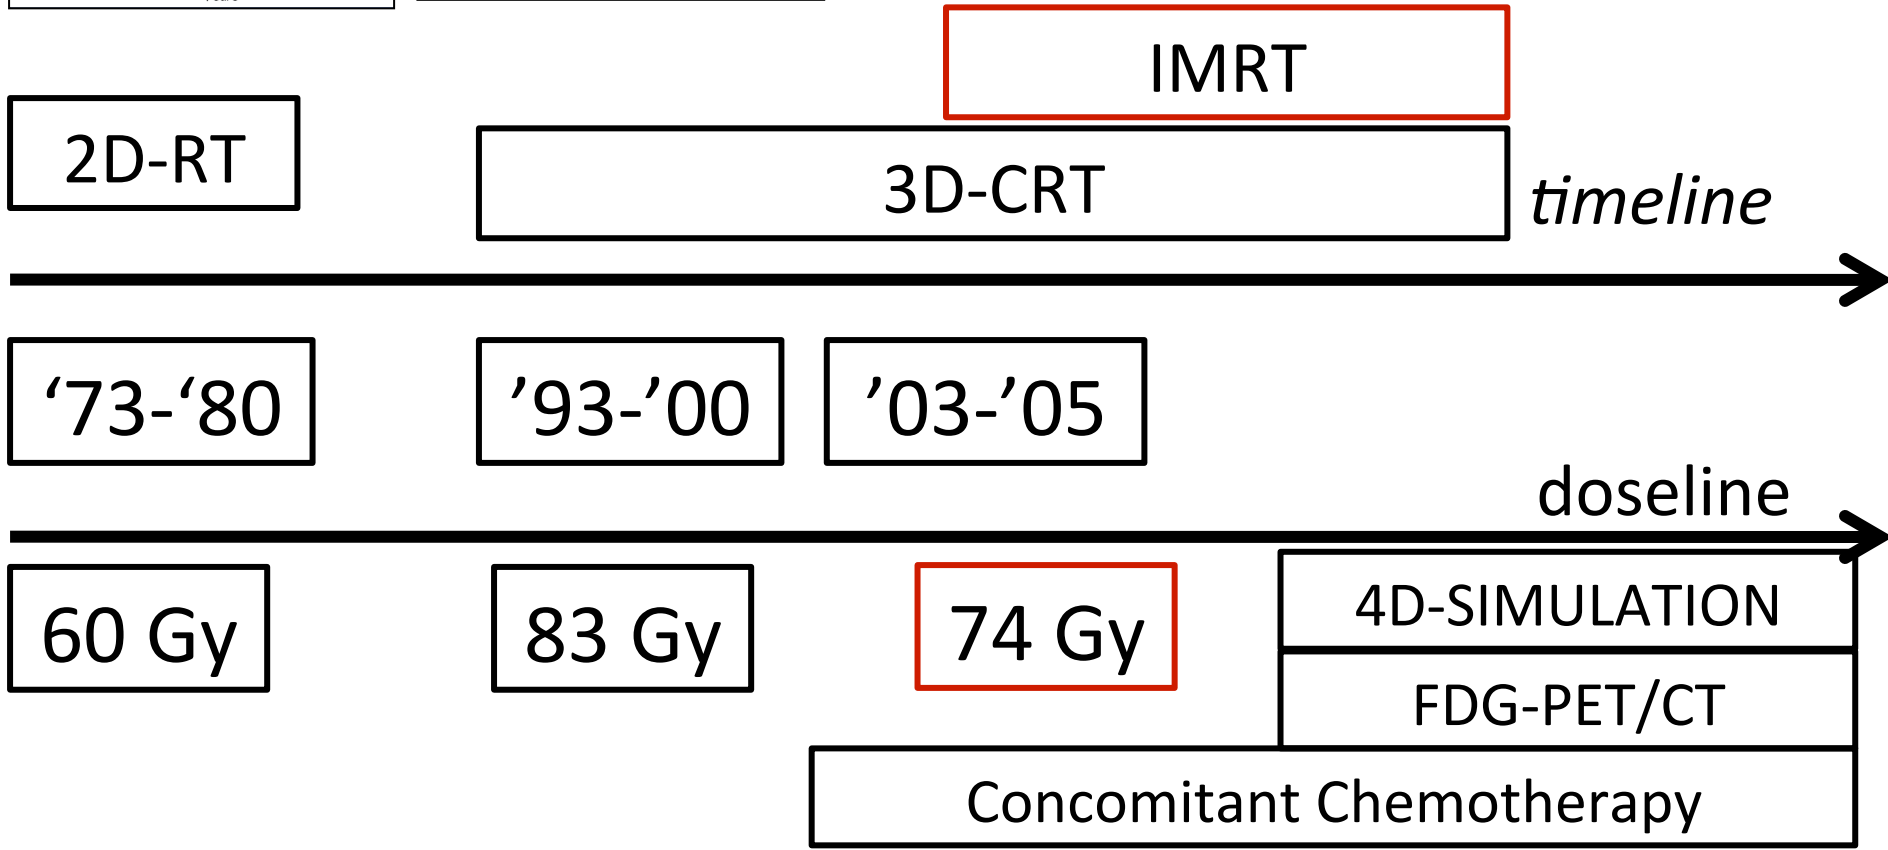 IMRT
2D-RT
3D-CRT
timeline
‘73-‘80
’93-’00
’03-’05
doseline
60 Gy
83 Gy
74 Gy
4D-SIMULATION
FDG-PET/CT
Concomitant Chemotherapy